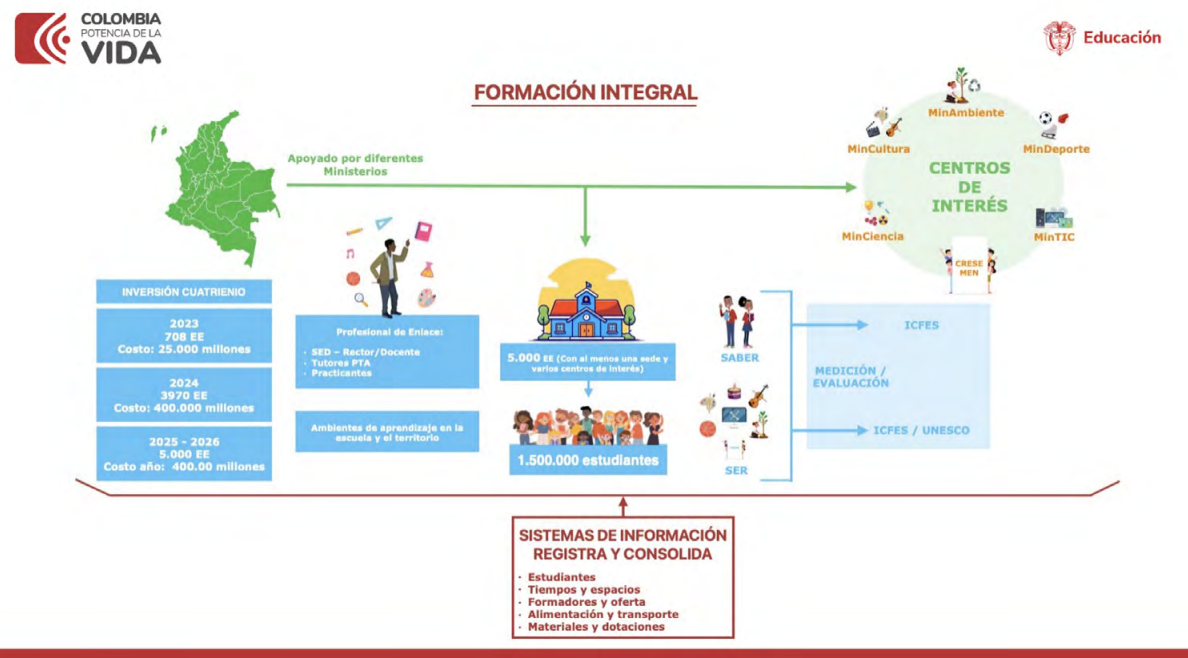 COLOMBIA
POTENCIA DE LA
VIDA
Educación
FORMACIÓN INTEGRAL
Apoyado por diferentes
Ministerios
MinAmbiente
MinCultura
MinDeporte
CENTROS
DE
INTERÉS
MinCiencia
MinTIC
CRESE
MEN
INVERSIÓN CUATRIENIO
2023
708 EE
Costo: 25.000 millones
2024
3970 EE
Costo: 400.000 millones
2025 - 2026
5.000 EE
Costo año: 400.00 millones
Profesional de Enlace:
· SED – Rector/Docente
· Tutores PTA
· Practicantes
Ambientes de aprendizaje en la
escuela y el territorio
5.000 EE (Con al menos una sede y
varios centros de interés)
1.500.000 estudiantes
SABER
SER
ICFES
MEDICIÓN /
EVALUACIÓN
ICFES / UNESCO
SISTEMAS DE INFORMACIÓN
REGISTRA Y CONSOLIDA
· Estudiantes
· Tiempos y espacios
· Formadores y oferta
· Alimentación y transporte
· Materiales y dotaciones